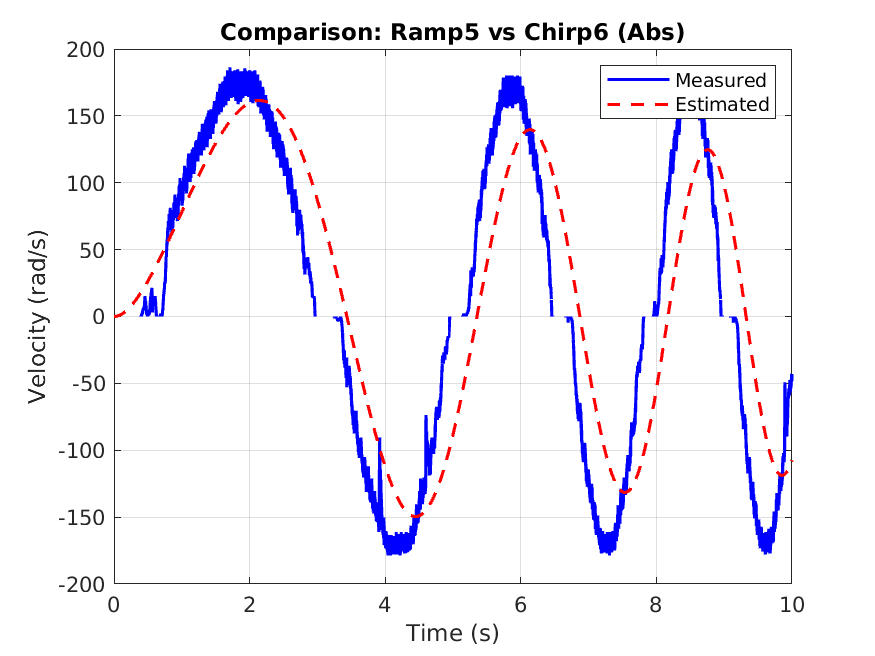 Comparison: Ramp5 vs Chirp6 (Abs)
Measured
Estimated
Velocity (rad/s)
200
150
100
50
0
-50
-100
-150
-200
0 2 4 6 8 10
Time (s)